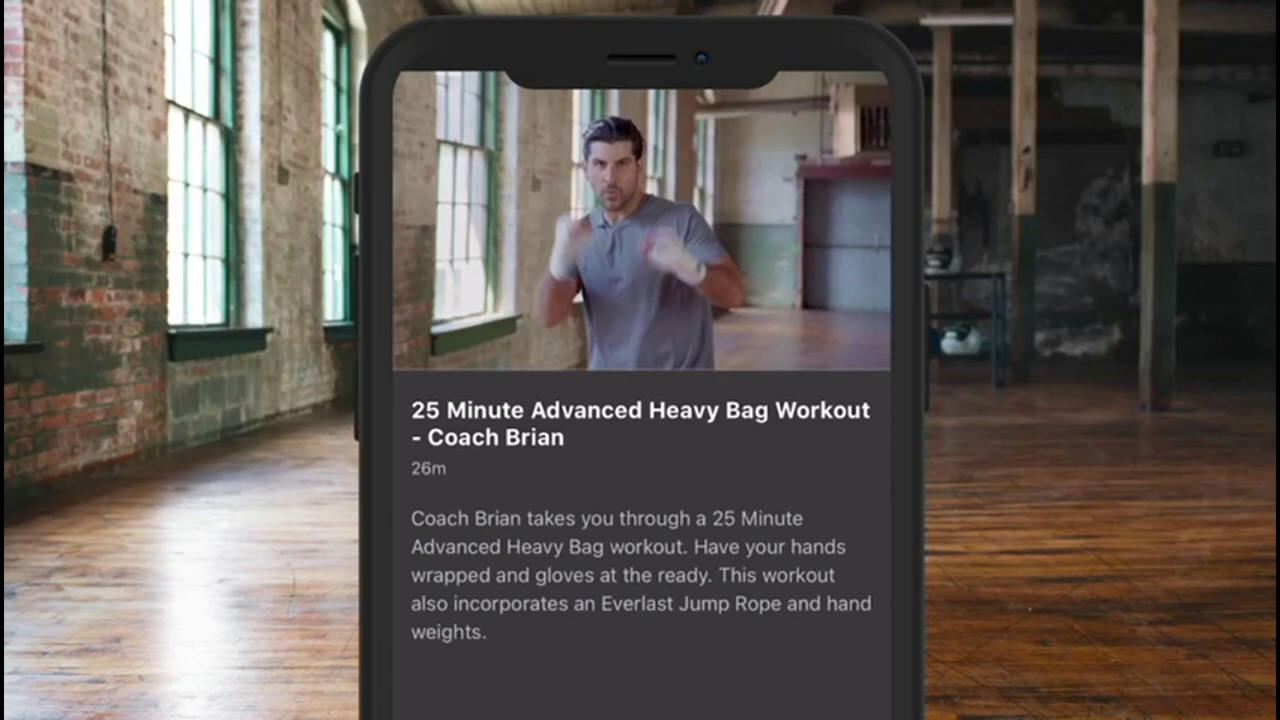 25 Minute Advanced Heavy Bag Workout
- Coach Brian
26m
Coach Brian takes you through a 25 Minute
Advanced Heavy Bag workout. Have your hands
wrapped and gloves at the ready. This workout
also incorporates an Everlast Jump Rope and hand
weights.